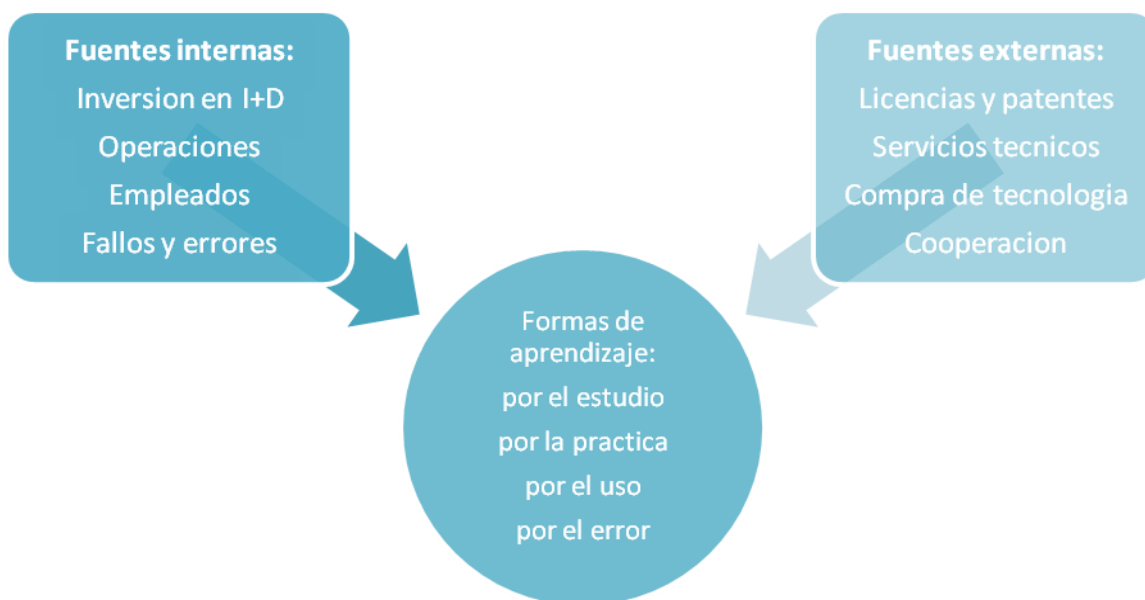 Fuentes internas:
Inversion en I+D
Operaciones
Empleados
Fallos y errores
Fuentes externas:
Licencias y patentes
Servicios tecnicos
Compra de tecnologia
Cooperacion
Formas de
aprendizaje:
por el estudio
por la practica
por el uso
por el error